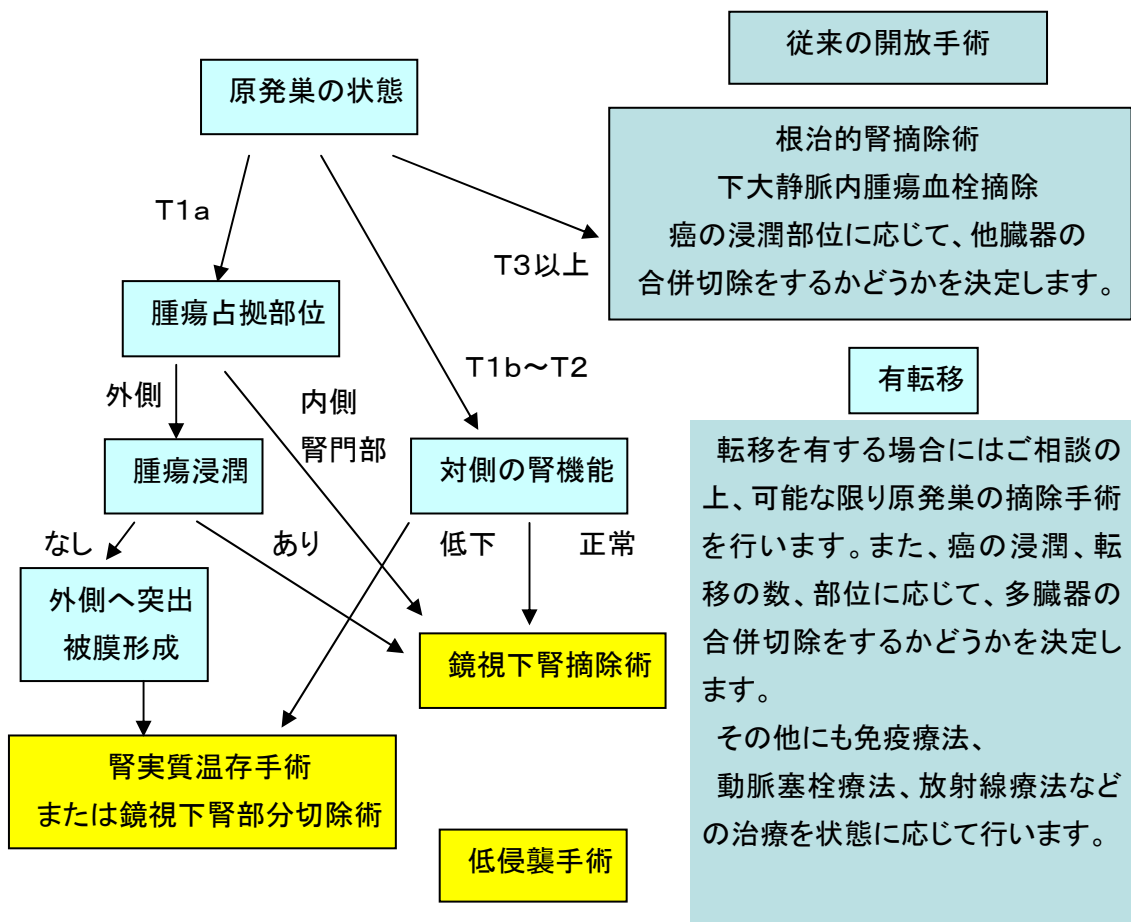 従来の開放手術
原発巣の状態
根治的腎摘除術
下大静脈内腫瘍血栓摘除
癌の浸潤部位に応じて、他臓器の
合併切除をするかどうかを決定します。
T1a
T3以上
腫瘍占拠部位
T1b～T2
有転移
外側
内側
腎門部
腫瘍浸潤
対側の腎機能
転移を有する場合にはご相談の
上、可能な限り原発巣の摘除手術
を行います。また、癌の浸潤、転
移の数、部位に応じて、多臓器の
合併切除をするかどうかを決定し
ます。
その他にも免疫療法、
動脈塞栓療法、放射線療法など
の治療を状態に応じて行います。
なし
あり
低下
正常
外側へ突出
被膜形成
鏡視下腎摘除術
腎実質温存手術
または鏡視下腎部分切除術
低侵襲手術